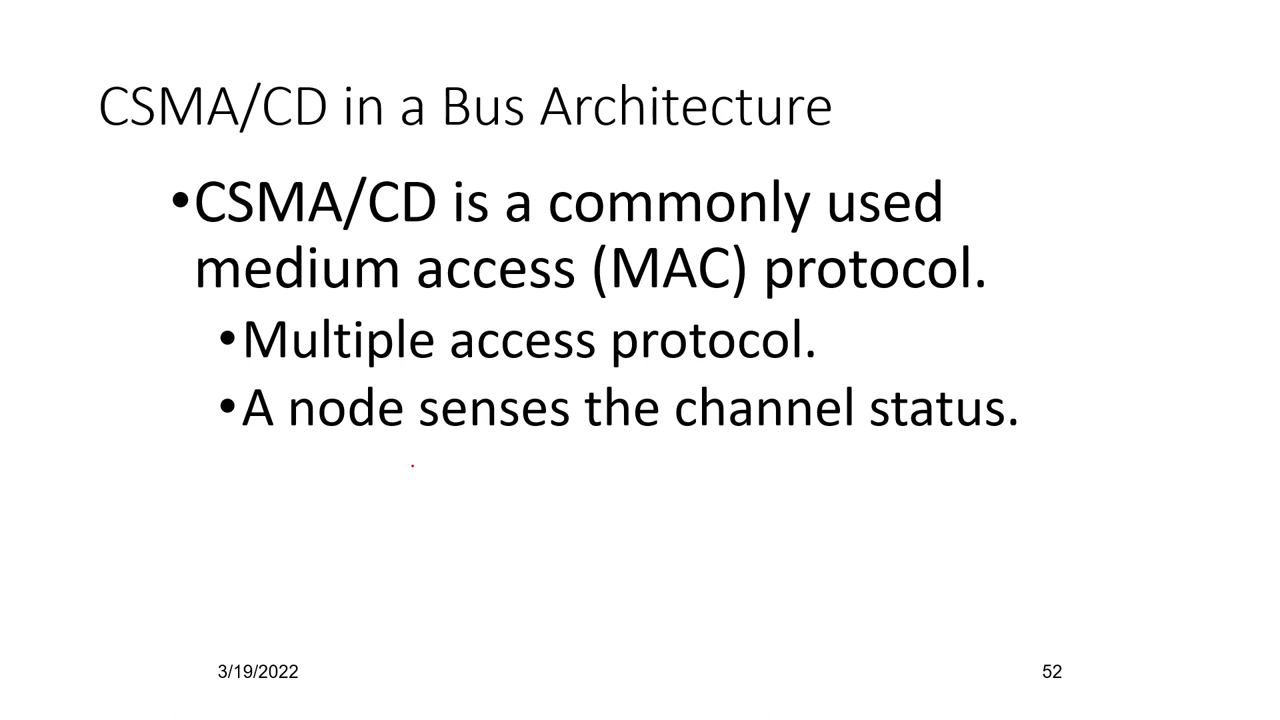 CSMA/CD in a Bus Architecture
•CSMA/CD is a commonly used
medium access (MAC) protocol.
•Multiple access protocol.
•A node senses the channel status.
3/19/2022
52